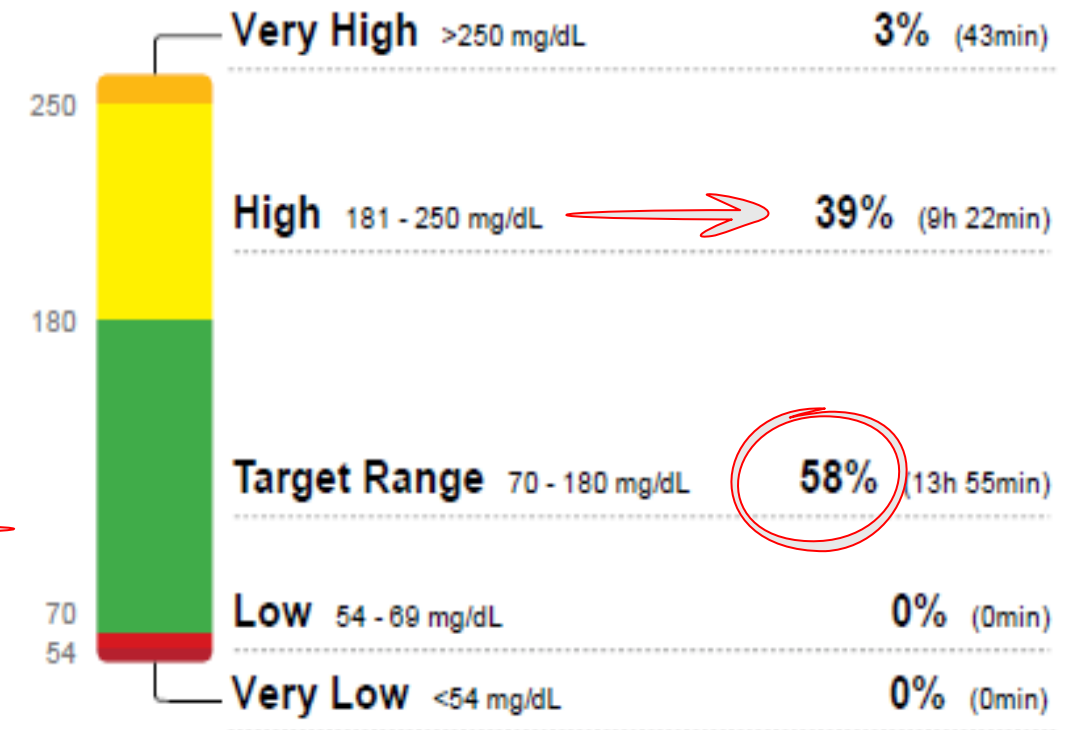 Very High >250 mg/dL 3% (43min)
250
High 181 - 250 mg/dL 39% (9h 22min)
180
Target Range 70 - 180 mg/dL 58% (13h 55min)
70
Low 54 - 69 mg/dL 0% (0min)
54
Very Low <54 mg/dL 0% (0min)